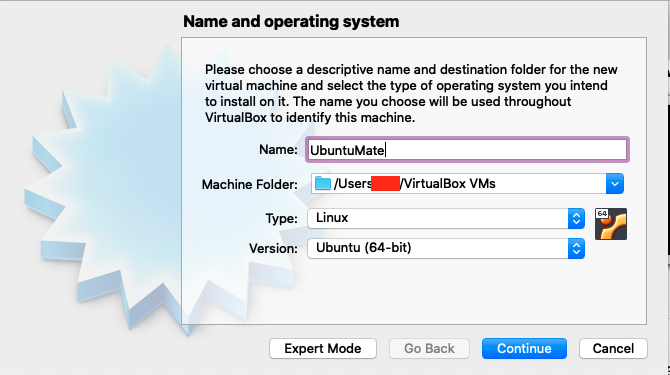 Name and operating system
Please choose a descriptive name and destination folder for the new
virtual machine and select the type of operating system you intend
to install on it. The name you choose will be used throughout
VirtualBox to identify this machine.
Name: UbuntuMate
Machine Folder: /Users /VirtualBox VMs
Type: Linux
64
Version: Ubuntu (64-bit)
Expert Mode Go Back Continue Cancel